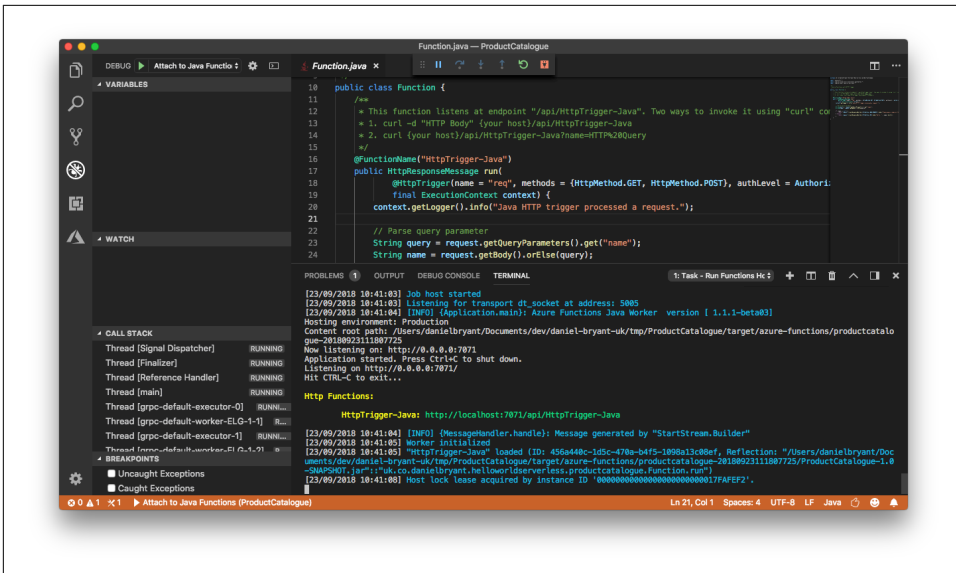 Function.java — ProductCatalogue
DEBUG Attach to Java Functio
Function.java ×
VARIABLES
WATCH
CALL STACK
Thread [Signal Dispatcher] RUNNING
Thread [Finalizer] RUNNING
Thread [Reference Handler] RUNNING
Thread [main] RUNNING
Thread [grpc-default-executor-0] RUNNI...
Thread [grpc-default-worker-ELG-1-1] R...
Thread [grpc-default-executor-1] RUNNI...
Thread [grpc-default-worker-ELG-1-2]
BREAKPOINTS
Uncaught Exceptions
Caught Exceptions
10 public class Function {
11 /**
12 * This function listens at endpoint "/api/HttpTrigger-Java". Two ways to invoke it using "curl" co
13 * 1. curl -d "HTTP Body" {your host}/api/HttpTrigger-Java
14 * 2. curl {your host}/api/HttpTrigger-Java?name=HTTP%20Query
15 */
16 @FunctionName("HttpTrigger-Java")
17 public HttpResponseMessage run(
18 @HttpTrigger(name = "req", methods = {HttpMethod.GET, HttpMethod.POST}, authLevel = Authori
19 final ExecutionContext context) {
20 context.getLogger().info("Java HTTP trigger processed a request.");
21
22 // Parse query parameter
23 String query = request.getQueryParameters().get("name");
24 String name = request.getBody().orElse(query);
PROBLEMS 1 OUTPUT DEBUG CONSOLE TERMINAL 1: Task - Run Functions Hc
[23/09/2018 10:41:03] Job host started
[23/09/2018 10:41:03] Listening for transport dt_socket at address: 5005
[23/09/2018 10:41:04] [INFO] {Application.main}: Azure Functions Java Worker version [ 1.1.1-beta03]
Hosting environment: Production
Content root path: /Users/danielbryant/Documents/dev/daniel-bryant-uk/tmp/ProductCatalogue/target/azure-functions/productcatalo
gue-20180923111807725
Now listening on: http://0.0.0.0:7071
Application started. Press Ctrl+C to shut down.
Listening on http://0.0.0.0:7071/
Hit CTRL-C to exit...
Http Functions:
HttpTrigger-Java: http://localhost:7071/api/HttpTrigger-Java
[23/09/2018 10:41:04] [INFO] {MessageHandler.handle}: Message generated by "StartStream.Builder"
[23/09/2018 10:41:05] Worker initialized
[23/09/2018 10:41:05] "HttpTrigger-Java" loaded (ID: 456a440c-1d5c-470a-b4f5-1098a13c08ef, Reflection: "/Users/danielbryant/Doc
uments/dev/daniel-bryant-uk/tmp/ProductCatalogue/target/azure-functions/productcatalogue-20180923111807725/ProductCatalogue-1.0
-SNAPSHOT.jar"::"uk.co.danielbryant.helloworldserverless.productcatalogue.Function.run")
[23/09/2018 10:41:08] Host lock lease acquired by instance ID '000000000000000000000000017FAFEF2'.
0 1 1 Attach to Java Functions (ProductCatalogue) Ln 21, Col 1 Spaces: 4 UTF-8 LF Java